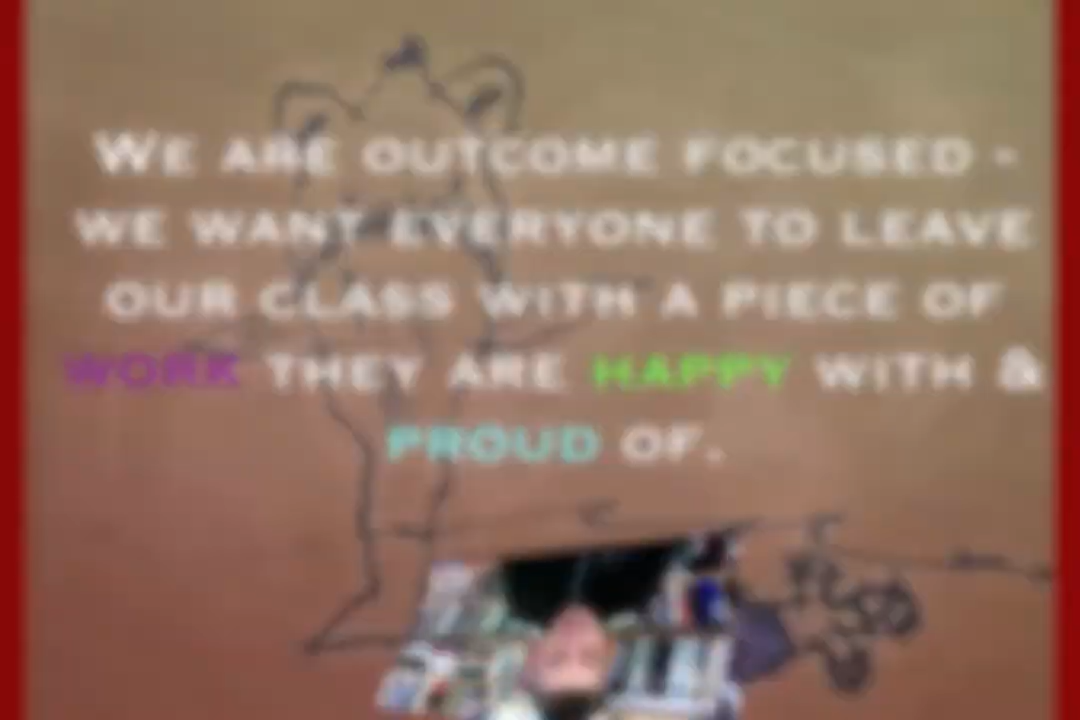 WE ARE OUTCOME FOCUSED -
WE WANT EVERYONE TO LEAVE
OUR CLASS WITH A PIECE OF
WORK THEY ARE HAPPY WITH &
PROUD OF.